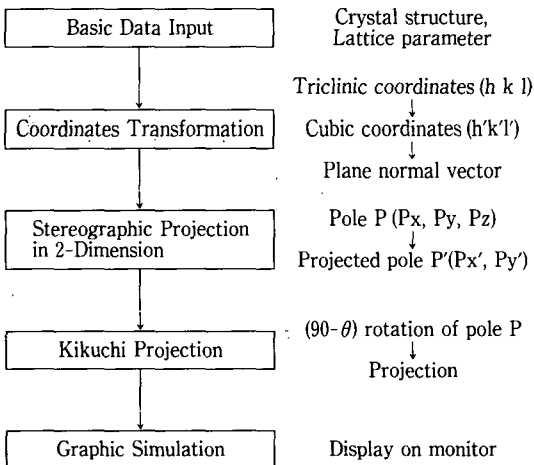 Basic Data Input
Crystal structure,
Lattice parameter
Triclinic coordinates (h k l)
↓
Coordinates Transformation
Cubic coordinates (h'k'l')
↓
Plane normal vector
Stereographic Projection
in 2-Dimension
Pole P (Px, Py, Pz)
↓
Projected pole P'(Px', Py')
Kikuchi Projection
(90-θ) rotation of pole P
↓
Projection
Graphic Simulation
Display on monitor